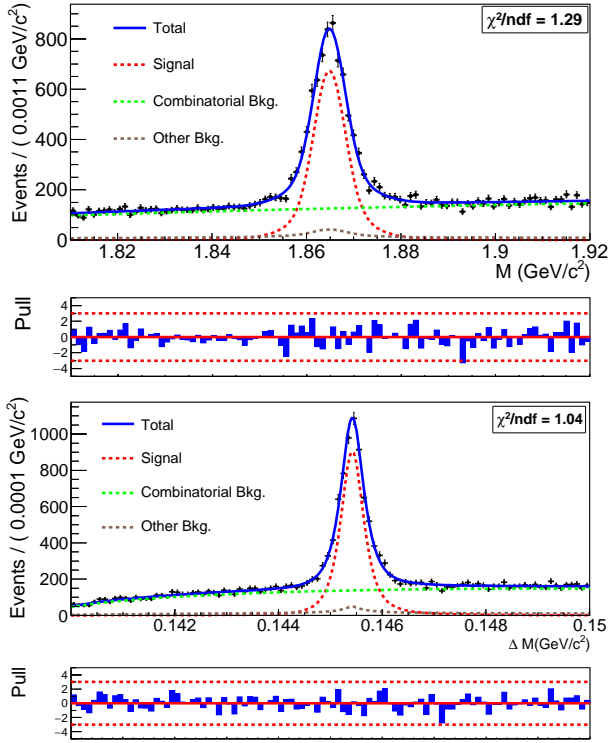 χ²/ndf = 1.29
Total
Signal
Combinatorial Bkg.
Other Bkg.
Events / ( 0.0011 GeV/c²)
800
600
400
200
0
1.82 1.84 1.86 1.88 1.9 1.92
M (GeV/c²)
Pull
4
2
0
−2
−4
χ²/ndf = 1.04
Total
Signal
Combinatorial Bkg.
Other Bkg.
Events / ( 0.0001 GeV/c²)
1000
800
600
400
200
0
0.142 0.144 0.146 0.148 0.15
Δ M(GeV/c²)
Pull
4
2
0
−2
−4